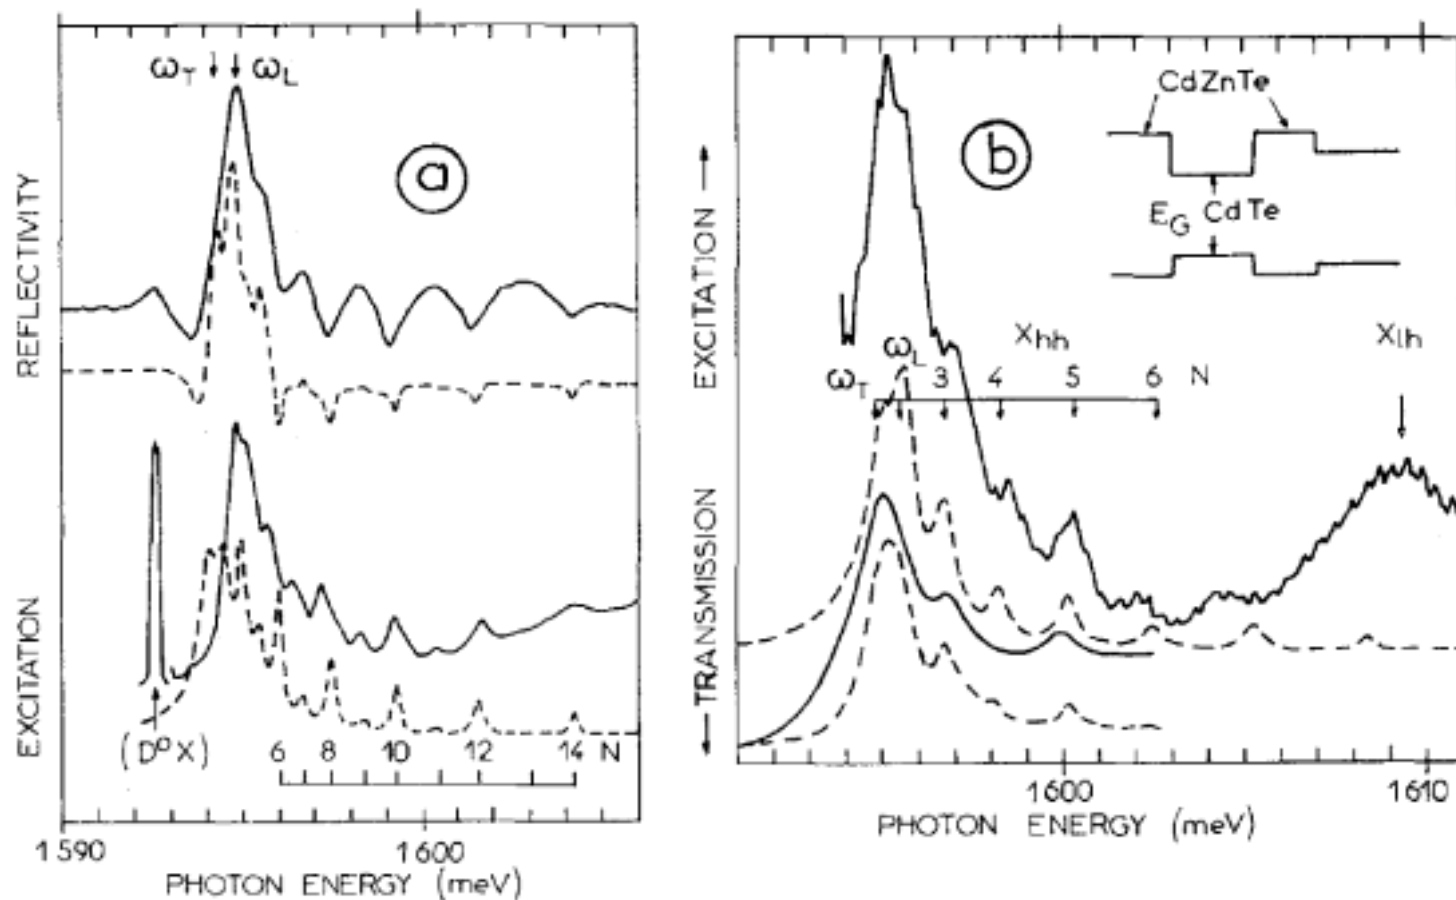 ω_T ω_L
a
REFLECTIVITY
EXCITATION
(D°X) 6 8 10 12 14 N
1590 1600
PHOTON ENERGY (meV)
CdZnTe
b
E_G CdTe
EXCITATION
TRANSMISSION
X_hh X_lh
ω_T ω_L 3 4 5 6 N
1600 1610
PHOTON ENERGY (meV)